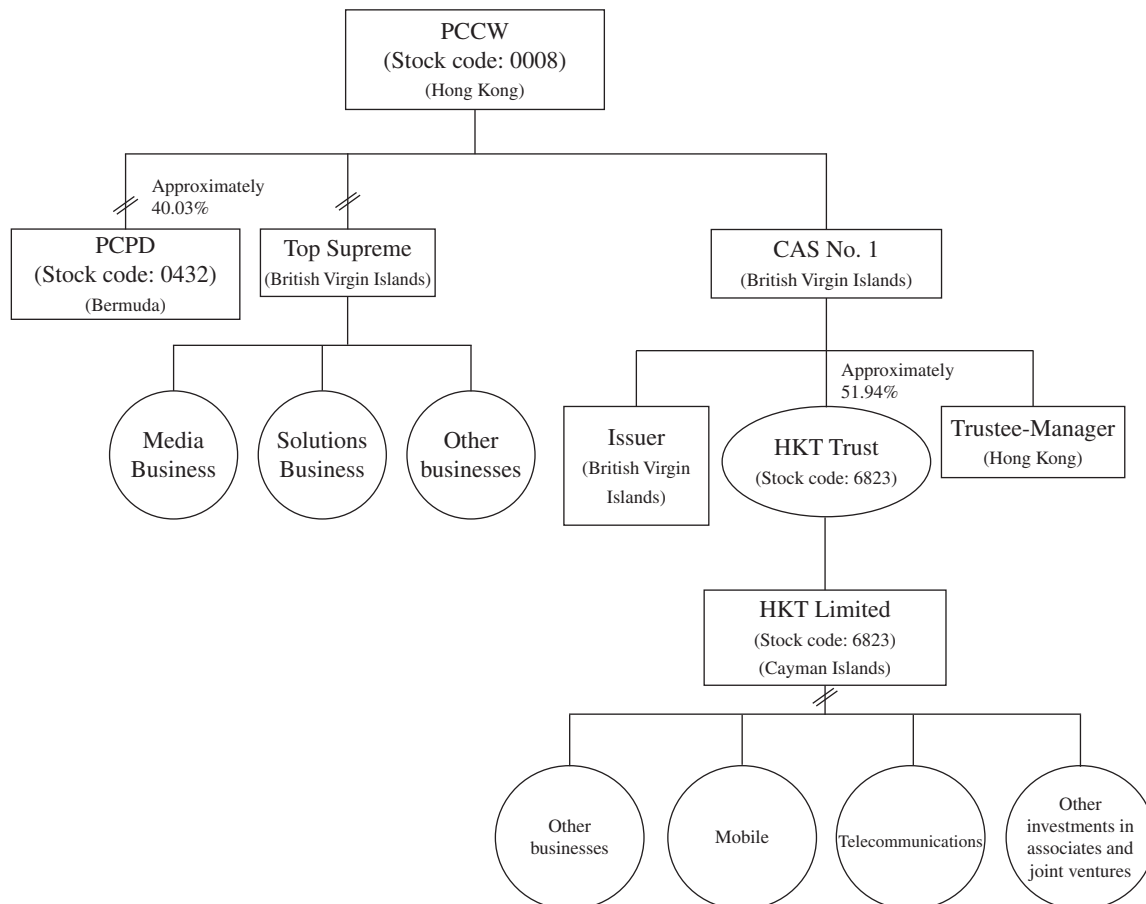 PCCW
(Stock code: 0008)
(Hong Kong)
Approximately
40.03%
PCPD
(Stock code: 0432)
(Bermuda)
Top Supreme
(British Virgin Islands)
CAS No. 1
(British Virgin Islands)
Media
Business
Solutions
Business
Other
businesses
Approximately
51.94%
Issuer
(British Virgin
Islands)
HKT Trust
(Stock code: 6823)
Trustee-Manager
(Hong Kong)
HKT Limited
(Stock code: 6823)
(Cayman Islands)
Other
businesses
Mobile
Telecommunications
Other
investments in
associates and
joint ventures